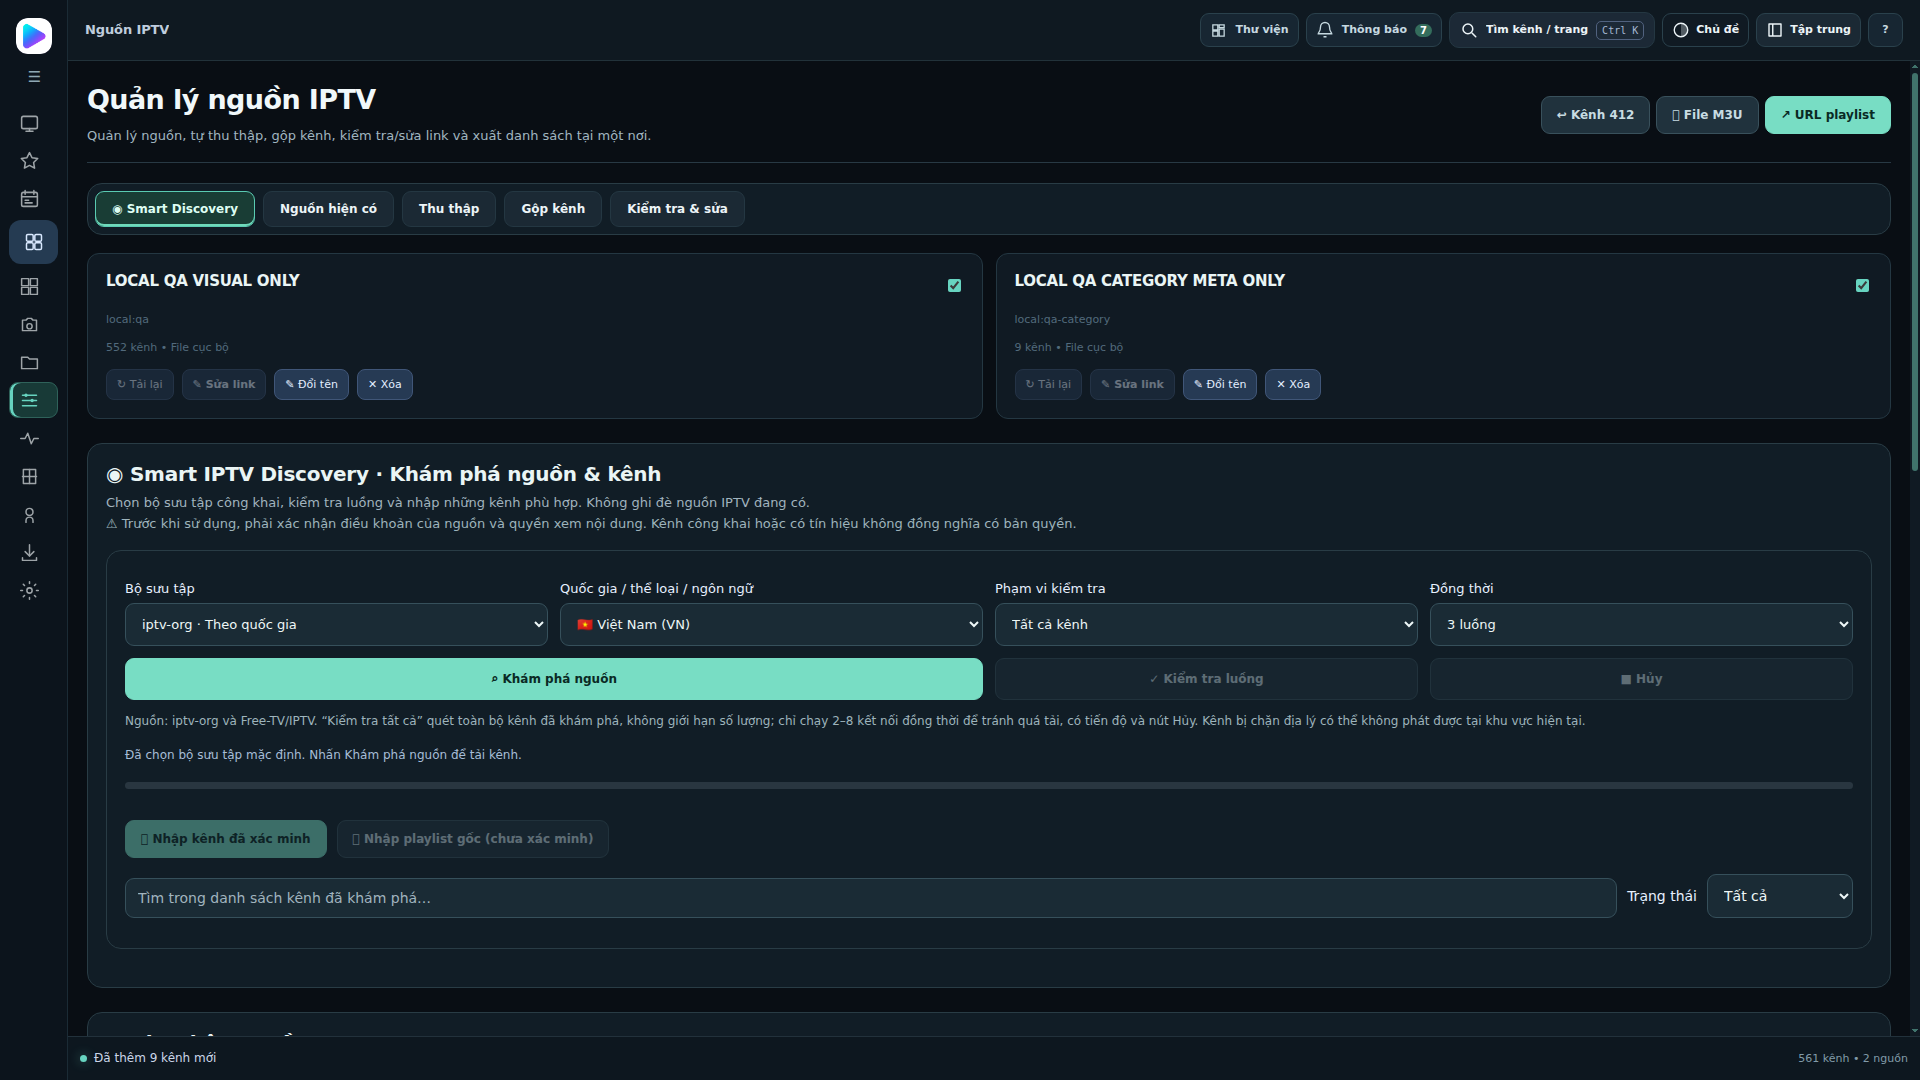 Nguồn IPTV
Thư viện
Thông báo 7
Tìm kênh / trang Ctrl K
Chủ đề
Tập trung
?
Quản lý nguồn IPTV
Quản lý nguồn, tự thu thập, gộp kênh, kiểm tra/sửa link và xuất danh sách tại một nơi.
↩ Kênh 412
File M3U
↗ URL playlist
◉ Smart Discovery
Nguồn hiện có
Thu thập
Gộp kênh
Kiểm tra & sửa
LOCAL QA VISUAL ONLY
local:qa
552 kênh • File cục bộ
↻ Tải lại
✎ Sửa link
✎ Đổi tên
✕ Xóa
LOCAL QA CATEGORY META ONLY
local:qa-category
9 kênh • File cục bộ
↻ Tải lại
✎ Sửa link
✎ Đổi tên
✕ Xóa
◉ Smart IPTV Discovery · Khám phá nguồn & kênh
Chọn bộ sưu tập công khai, kiểm tra luồng và nhập những kênh phù hợp. Không ghi đè nguồn IPTV đang có.
⚠ Trước khi sử dụng, phải xác nhận điều khoản của nguồn và quyền xem nội dung. Kênh công khai hoặc có tín hiệu không đồng nghĩa có bản quyền.
Bộ sưu tập
Quốc gia / thể loại / ngôn ngữ
Phạm vi kiểm tra
Đồng thời
iptv-org · Theo quốc gia
🇻🇳 Việt Nam (VN)
Tất cả kênh
3 luồng
⌕ Khám phá nguồn
✓ Kiểm tra luồng
■ Hủy
Nguồn: iptv-org và Free-TV/IPTV. “Kiểm tra tất cả” quét toàn bộ kênh đã khám phá, không giới hạn số lượng; chỉ chạy 2–8 kết nối đồng thời để tránh quá tải, có tiến độ và nút Hủy. Kênh bị chặn địa lý có thể không phát được tại khu vực hiện tại.
Đã chọn bộ sưu tập mặc định. Nhấn Khám phá nguồn để tải kênh.
Nhập kênh đã xác minh
Nhập playlist gốc (chưa xác minh)
Tìm trong danh sách kênh đã khám phá…
Trạng thái
Tất cả
Đã thêm 9 kênh mới
561 kênh • 2 nguồn